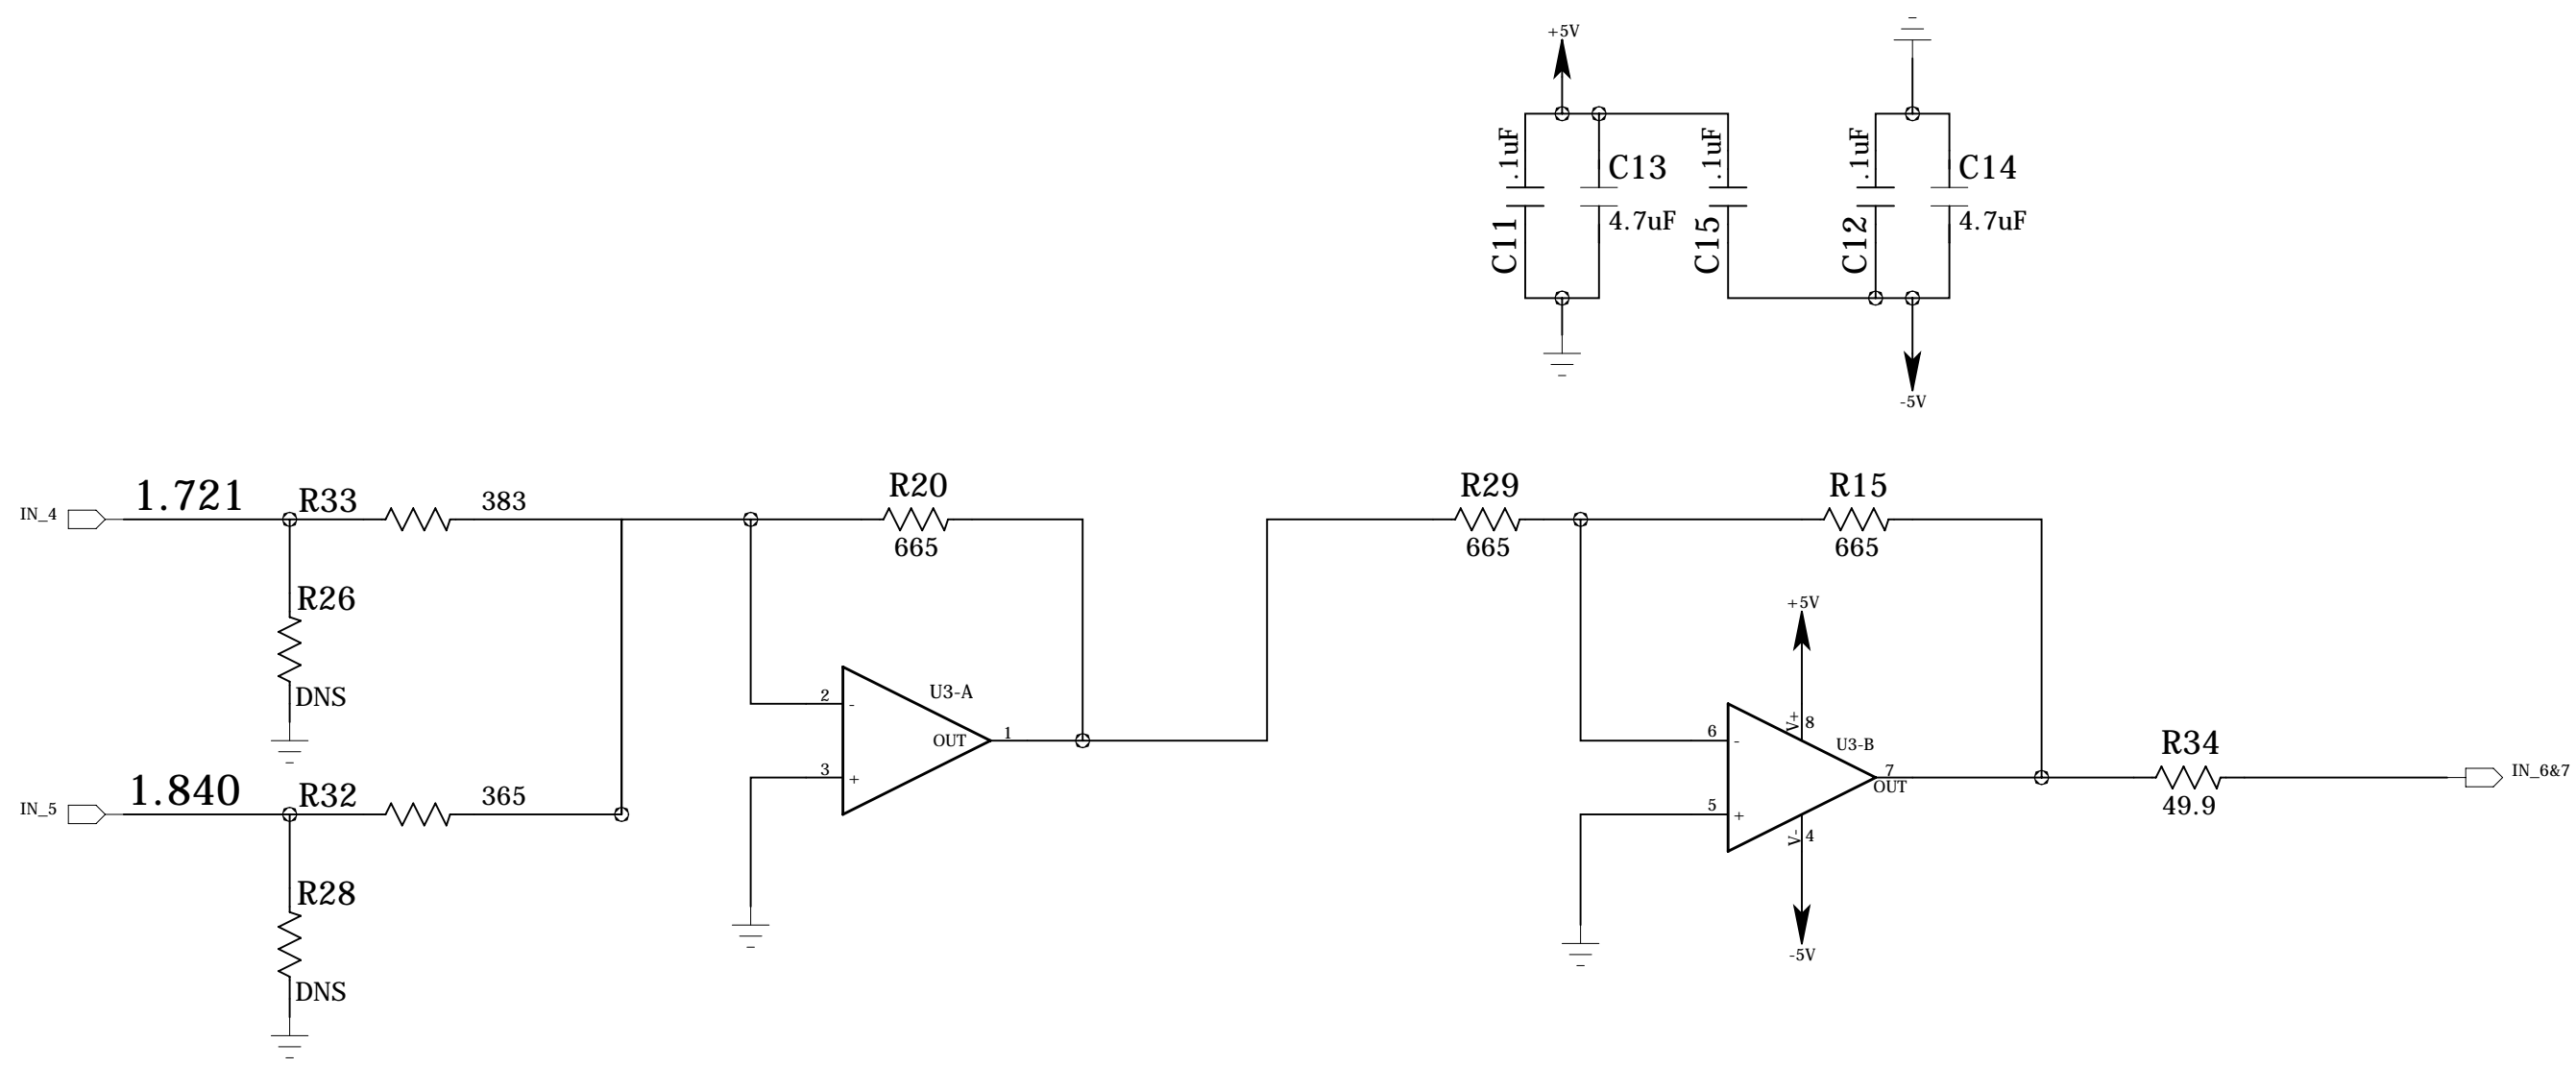 +5V
.1uF
C11
C13
4.7uF
.1uF
C15
.1uF
C12
C14
4.7uF
-5V
IN_4
1.721
R33
383
R26
DNS
IN_5
1.840
R32
365
R28
DNS
R20
665
2
-
3
+
U3-A
OUT
1
R29
665
R15
665
+5V
V+
8
6
-
5
+
U3-B
7
OUT
V-
4
-5V
R34
49.9
IN_6&7